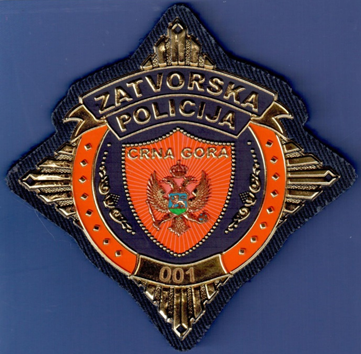 ZATVORSKA
POLICIJA
CRNA GORA
001